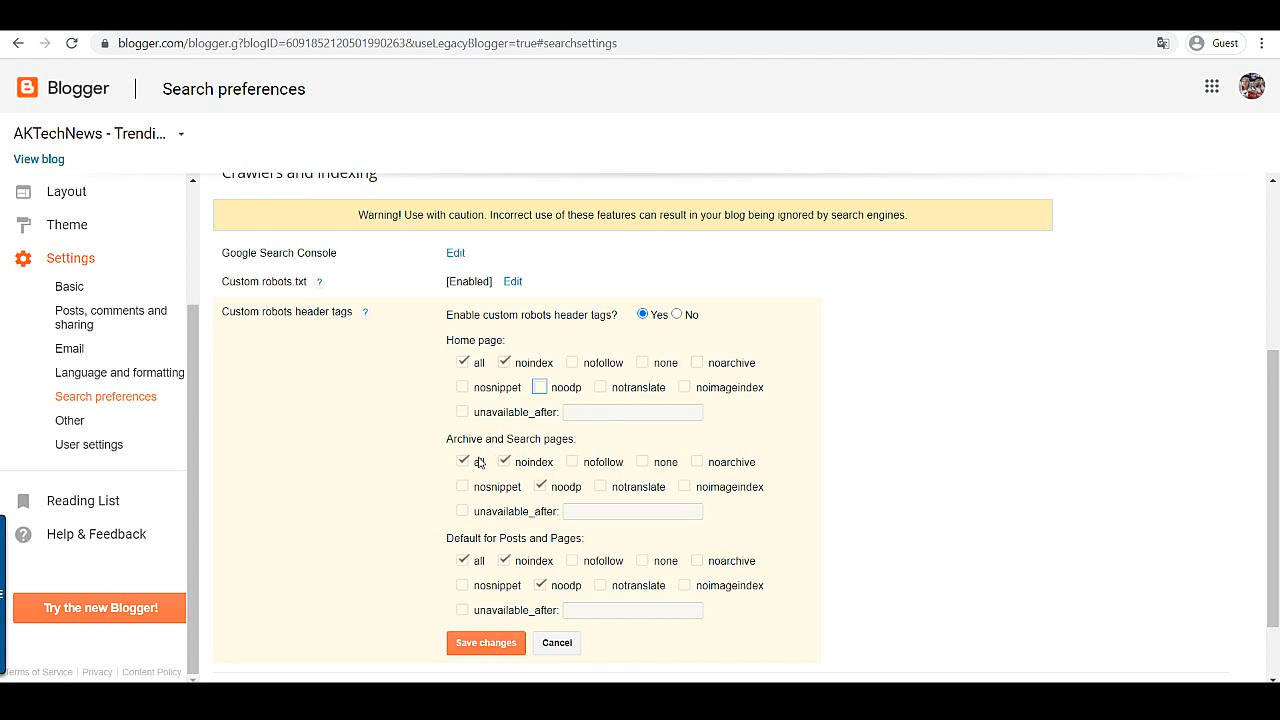 blogger.com/blogger.g?blogID=6091852120501990263&useLegacyBlogger=true#searchsettings
Guest
Blogger
Search preferences
AKTechNews - Trendi...
View blog
Layout
Theme
Settings
Basic
Posts, comments and
sharing
Email
Language and formatting
Search preferences
Other
User settings
Reading List
Help & Feedback
Try the new Blogger!
Terms of Service | Privacy | Content Policy
Crawlers and indexing
Warning! Use with caution. Incorrect use of these features can result in your blog being ignored by search engines.
Google Search Console Edit
Custom robots.txt ? [Enabled] Edit
Custom robots header tags ? Enable custom robots header tags? Yes No
Home page:
all noindex nofollow none noarchive
nosnippet noodp notranslate noimageindex
unavailable_after:
Archive and Search pages:
all noindex nofollow none noarchive
nosnippet noodp notranslate noimageindex
unavailable_after:
Default for Posts and Pages:
all noindex nofollow none noarchive
nosnippet noodp notranslate noimageindex
unavailable_after:
Save changes Cancel